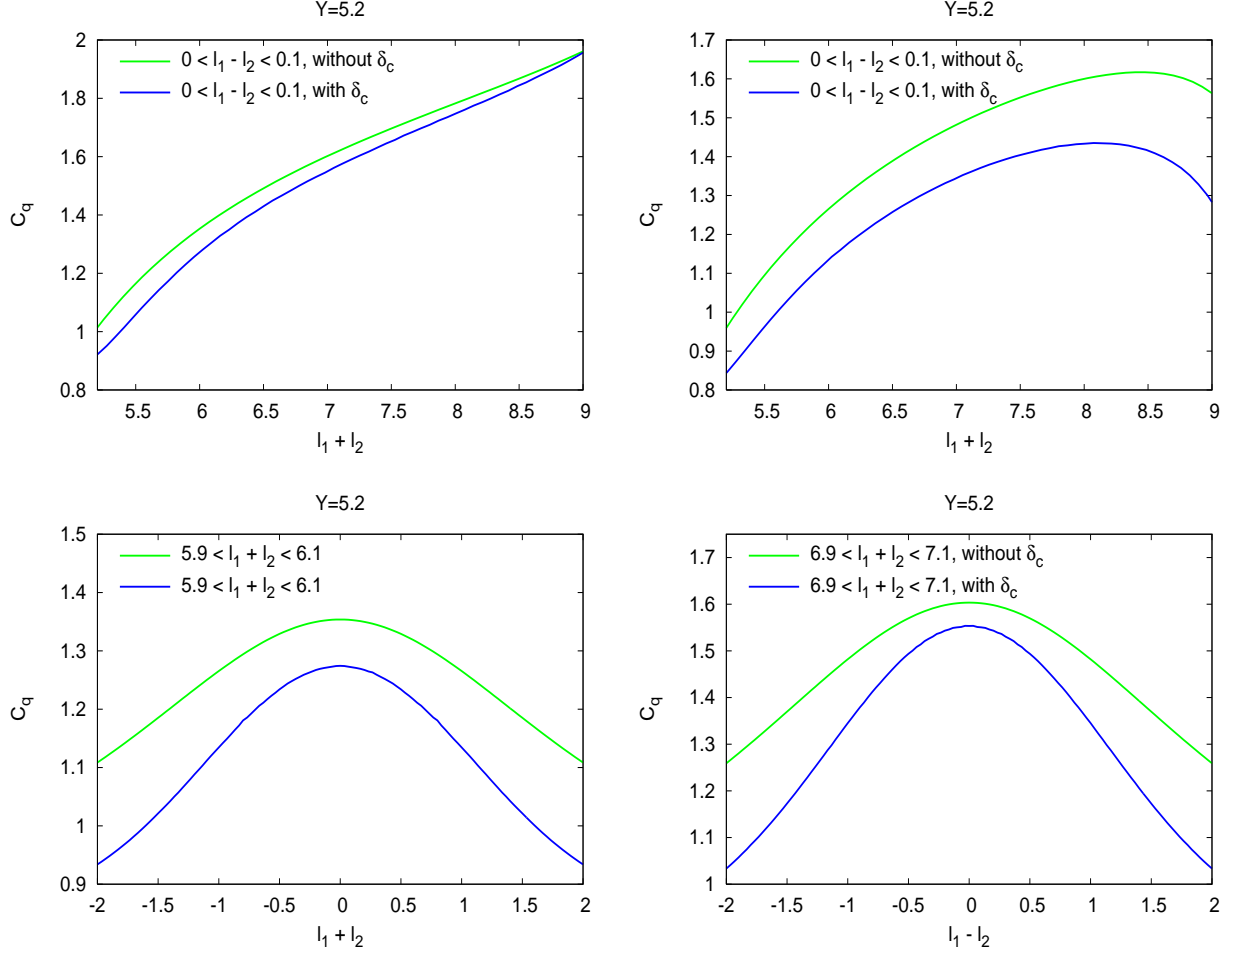 Y=5.2
0 < l1 - l2 < 0.1, without δc
0 < l1 - l2 < 0.1, with δc
Cq
2
1.8
1.6
1.4
1.2
1
0.8
5.5 6 6.5 7 7.5 8 8.5 9
l1 + l2
Y=5.2
0 < l1 - l2 < 0.1, without δc
0 < l1 - l2 < 0.1, with δc
Cq
1.7
1.6
1.5
1.4
1.3
1.2
1.1
1
0.9
0.8
5.5 6 6.5 7 7.5 8 8.5 9
l1 + l2
Y=5.2
5.9 < l1 + l2 < 6.1
5.9 < l1 + l2 < 6.1
Cq
1.5
1.4
1.3
1.2
1.1
1
0.9
-2 -1.5 -1 -0.5 0 0.5 1 1.5 2
l1 + l2
Y=5.2
6.9 < l1 + l2 < 7.1, without δc
6.9 < l1 + l2 < 7.1, with δc
Cq
1.7
1.6
1.5
1.4
1.3
1.2
1.1
1
-2 -1.5 -1 -0.5 0 0.5 1 1.5 2
l1 - l2